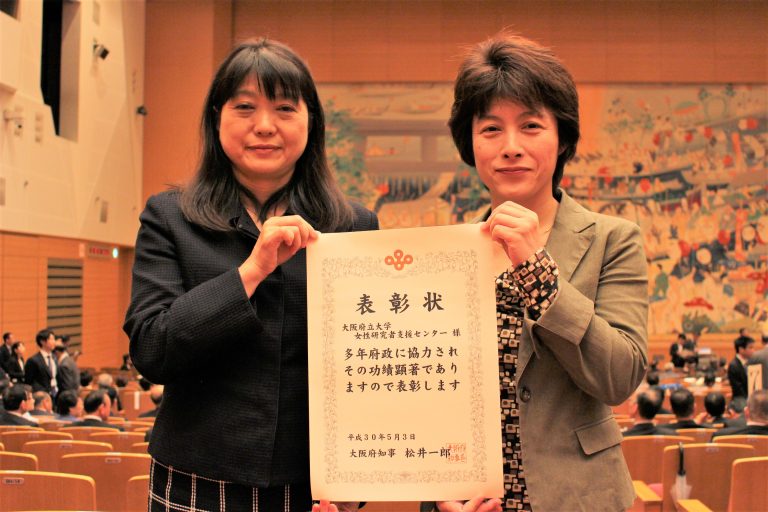 表彰状
大阪府立大学
女性研究者支援センター 様
多年府政に協力され
その功績顕著であり
ますので表彰します
平成30年5月3日
大阪府知事 松井一郎